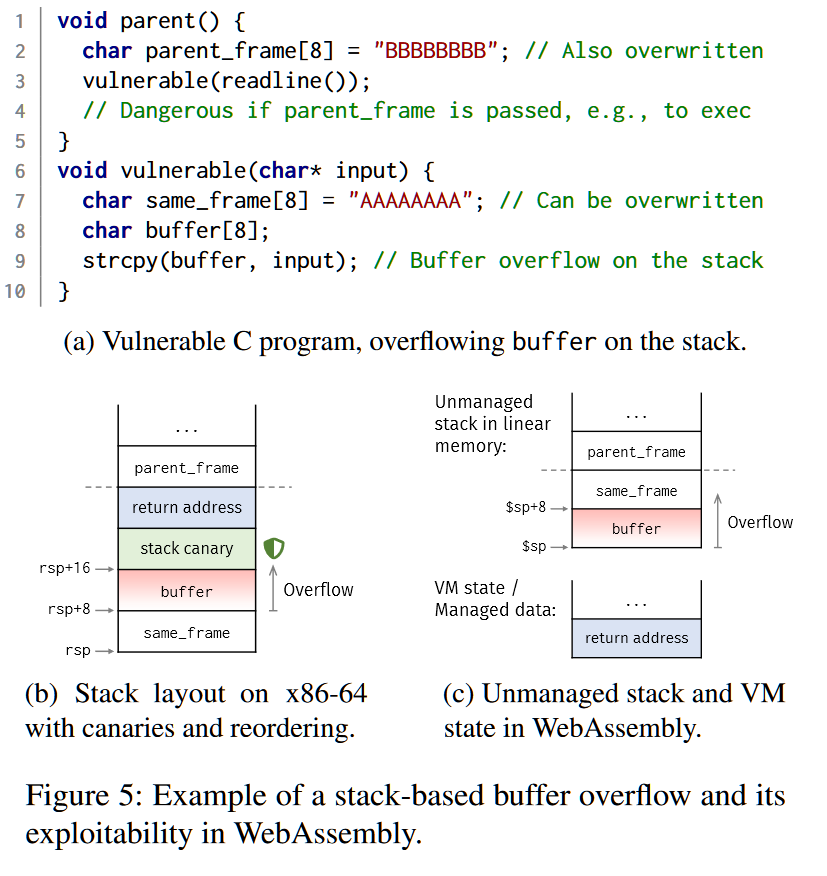 1 void parent() {
2 char parent_frame[8] = "BBBBBBBB"; // Also overwritten
3 vulnerable(readline());
4 // Dangerous if parent_frame is passed, e.g., to exec
5 }
6 void vulnerable(char* input) {
7 char same_frame[8] = "AAAAAAAA"; // Can be overwritten
8 char buffer[8];
9 strcpy(buffer, input); // Buffer overflow on the stack
10 }
(a) Vulnerable C program, overflowing buffer on the stack.
...
parent_frame
return address
stack canary
rsp+16
buffer
Overflow
rsp+8
same_frame
rsp
(b) Stack layout on x86-64
with canaries and reordering.
Unmanaged
stack in linear
memory:
...
parent_frame
same_frame
$sp+8
buffer
Overflow
$sp
VM state /
Managed data:
...
return address
(c) Unmanaged stack and VM
state in WebAssembly.
Figure 5: Example of a stack-based buffer overflow and its
exploitability in WebAssembly.